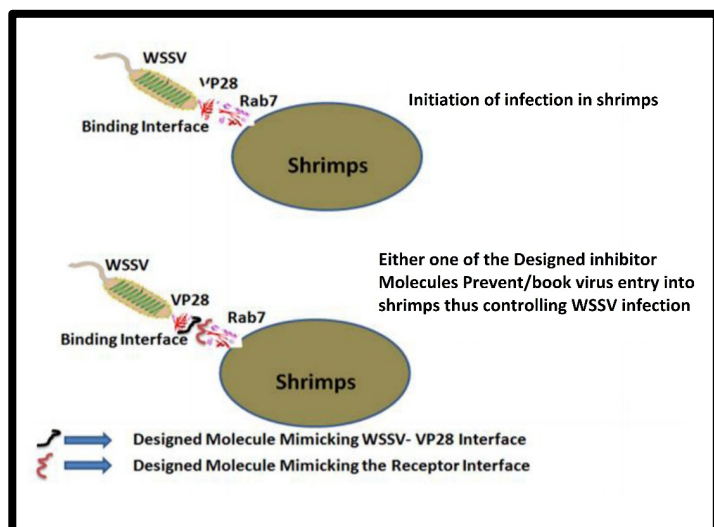 WSSV
VP28
Rab7
Binding Interface
Initiation of infection in shrimps
Shrimps
Either one of the Designed inhibitor
Molecules Prevent/book virus entry into
shrimps thus controlling WSSV infection
WSSV
VP28
Rab7
Binding Interface
Shrimps
Designed Molecule Mimicking WSSV- VP28 Interface
Designed Molecule Mimicking the Receptor Interface